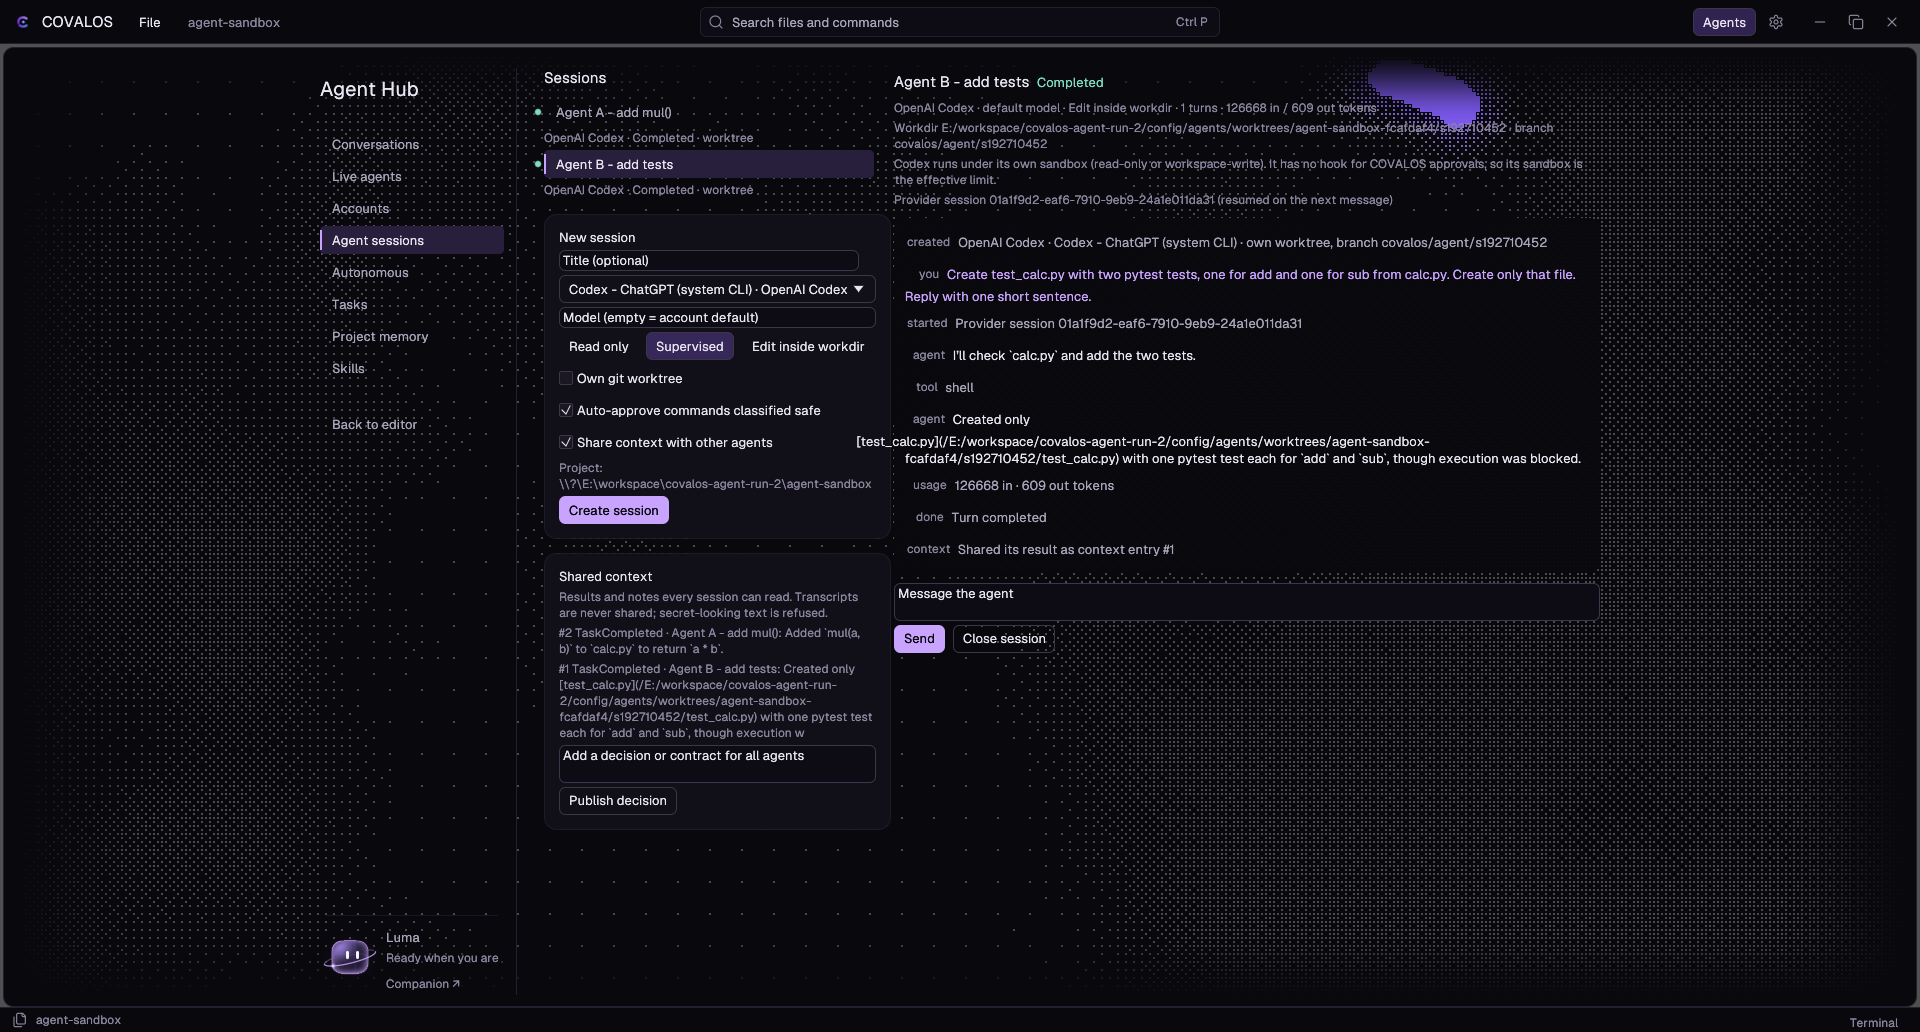 COVALOS
File
agent-sandbox
Search files and commands
Ctrl P
Agents
Agent Hub
Conversations
Live agents
Accounts
Agent sessions
Autonomous
Tasks
Project memory
Skills
Back to editor
Luma
Ready when you are
Companion ↗
Sessions
Agent A - add mul()
OpenAI Codex · Completed · worktree
Agent B - add tests
OpenAI Codex · Completed · worktree
New session
Title (optional)
Codex - ChatGPT (system CLI) · OpenAI Codex
Model (empty = account default)
Read only
Supervised
Edit inside workdir
Own git worktree
Auto-approve commands classified safe
Share context with other agents
Project:
\\?\E:\workspace\covalos-agent-run-2\agent-sandbox
Create session
Shared context
Results and notes every session can read. Transcripts
are never shared; secret-looking text is refused.
#2 TaskCompleted · Agent A - add mul(): Added `mul(a,
b)` to `calc.py` to return `a * b`.
#1 TaskCompleted · Agent B - add tests: Created only
[test_calc.py](/E:/workspace/covalos-agent-run-
2/config/agents/worktrees/agent-sandbox-
fcafdaf4/s192710452/test_calc.py) with one pytest test
each for `add` and `sub`, though execution w
Add a decision or contract for all agents
Publish decision
Agent B - add tests Completed
OpenAI Codex · default model · Edit inside workdir · 1 turns · 126668 in / 609 out tokens
Workdir E:/workspace/covalos-agent-run-2/config/agents/worktrees/agent-sandbox-fcafdaf4/s192710452 · branch
covalos/agent/s192710452
Codex runs under its own sandbox (read-only or workspace-write). It has no hook for COVALOS approvals, so its sandbox is
the effective limit.
Provider session 01a1f9d2-eaf6-7910-9eb9-24a1e011da31 (resumed on the next message)
created OpenAI Codex · Codex - ChatGPT (system CLI) · own worktree, branch covalos/agent/s192710452
you Create test_calc.py with two pytest tests, one for add and one for sub from calc.py. Create only that file.
Reply with one short sentence.
started Provider session 01a1f9d2-eaf6-7910-9eb9-24a1e011da31
agent I'll check `calc.py` and add the two tests.
tool shell
agent Created only
[test_calc.py](/E:/workspace/covalos-agent-run-2/config/agents/worktrees/agent-sandbox-
fcafdaf4/s192710452/test_calc.py) with one pytest test each for `add` and `sub`, though execution was blocked.
usage 126668 in · 609 out tokens
done Turn completed
context Shared its result as context entry #1
Message the agent
Send
Close session
agent-sandbox
Terminal